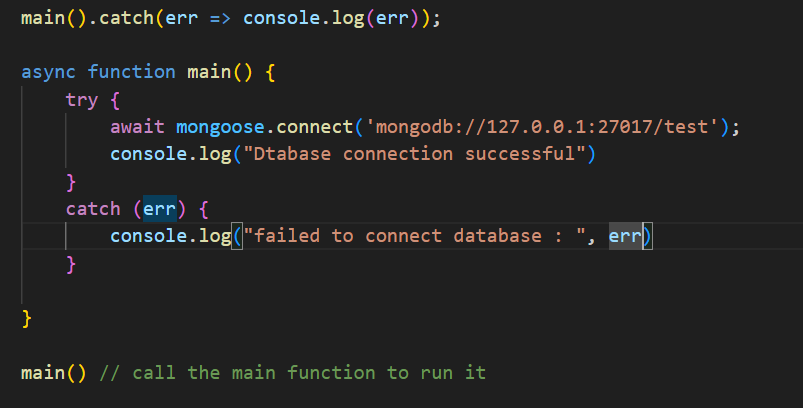 main().catch(err => console.log(err));
async function main() {
try {
await mongoose.connect('mongodb://127.0.0.1:27017/test');
console.log("Dtabase connection successful")
}
catch (err) {
console.log("failed to connect database : ", err)
}
}
main() // call the main function to run it